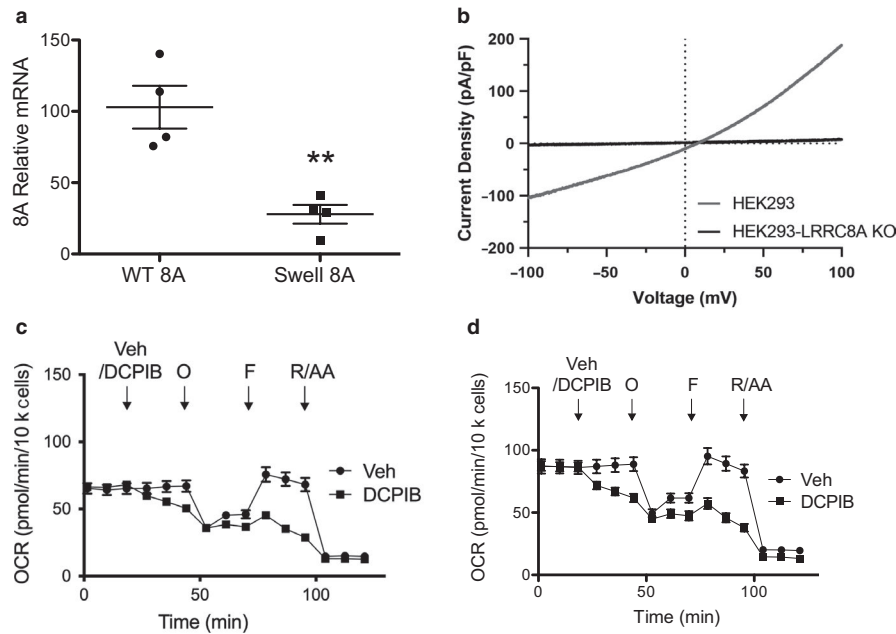 a
8A Relative mRNA
150
100
50
0
**
WT 8A
Swell 8A
b
Current Density (pA/pF)
200
100
0
−100
−200
HEK293
HEK293-LRRC8A KO
−100
−50
0
50
100
Voltage (mV)
c
OCR (pmol/min/10 k cells)
150
100
50
0
Veh
/DCPIB
O
F
R/AA
Veh
DCPIB
0
50
100
Time (min)
d
OCR (pmol/min/10 k cells)
150
100
50
0
Veh
/DCPIB
O
F
R/AA
Veh
DCPIB
0
50
100
Time (min)